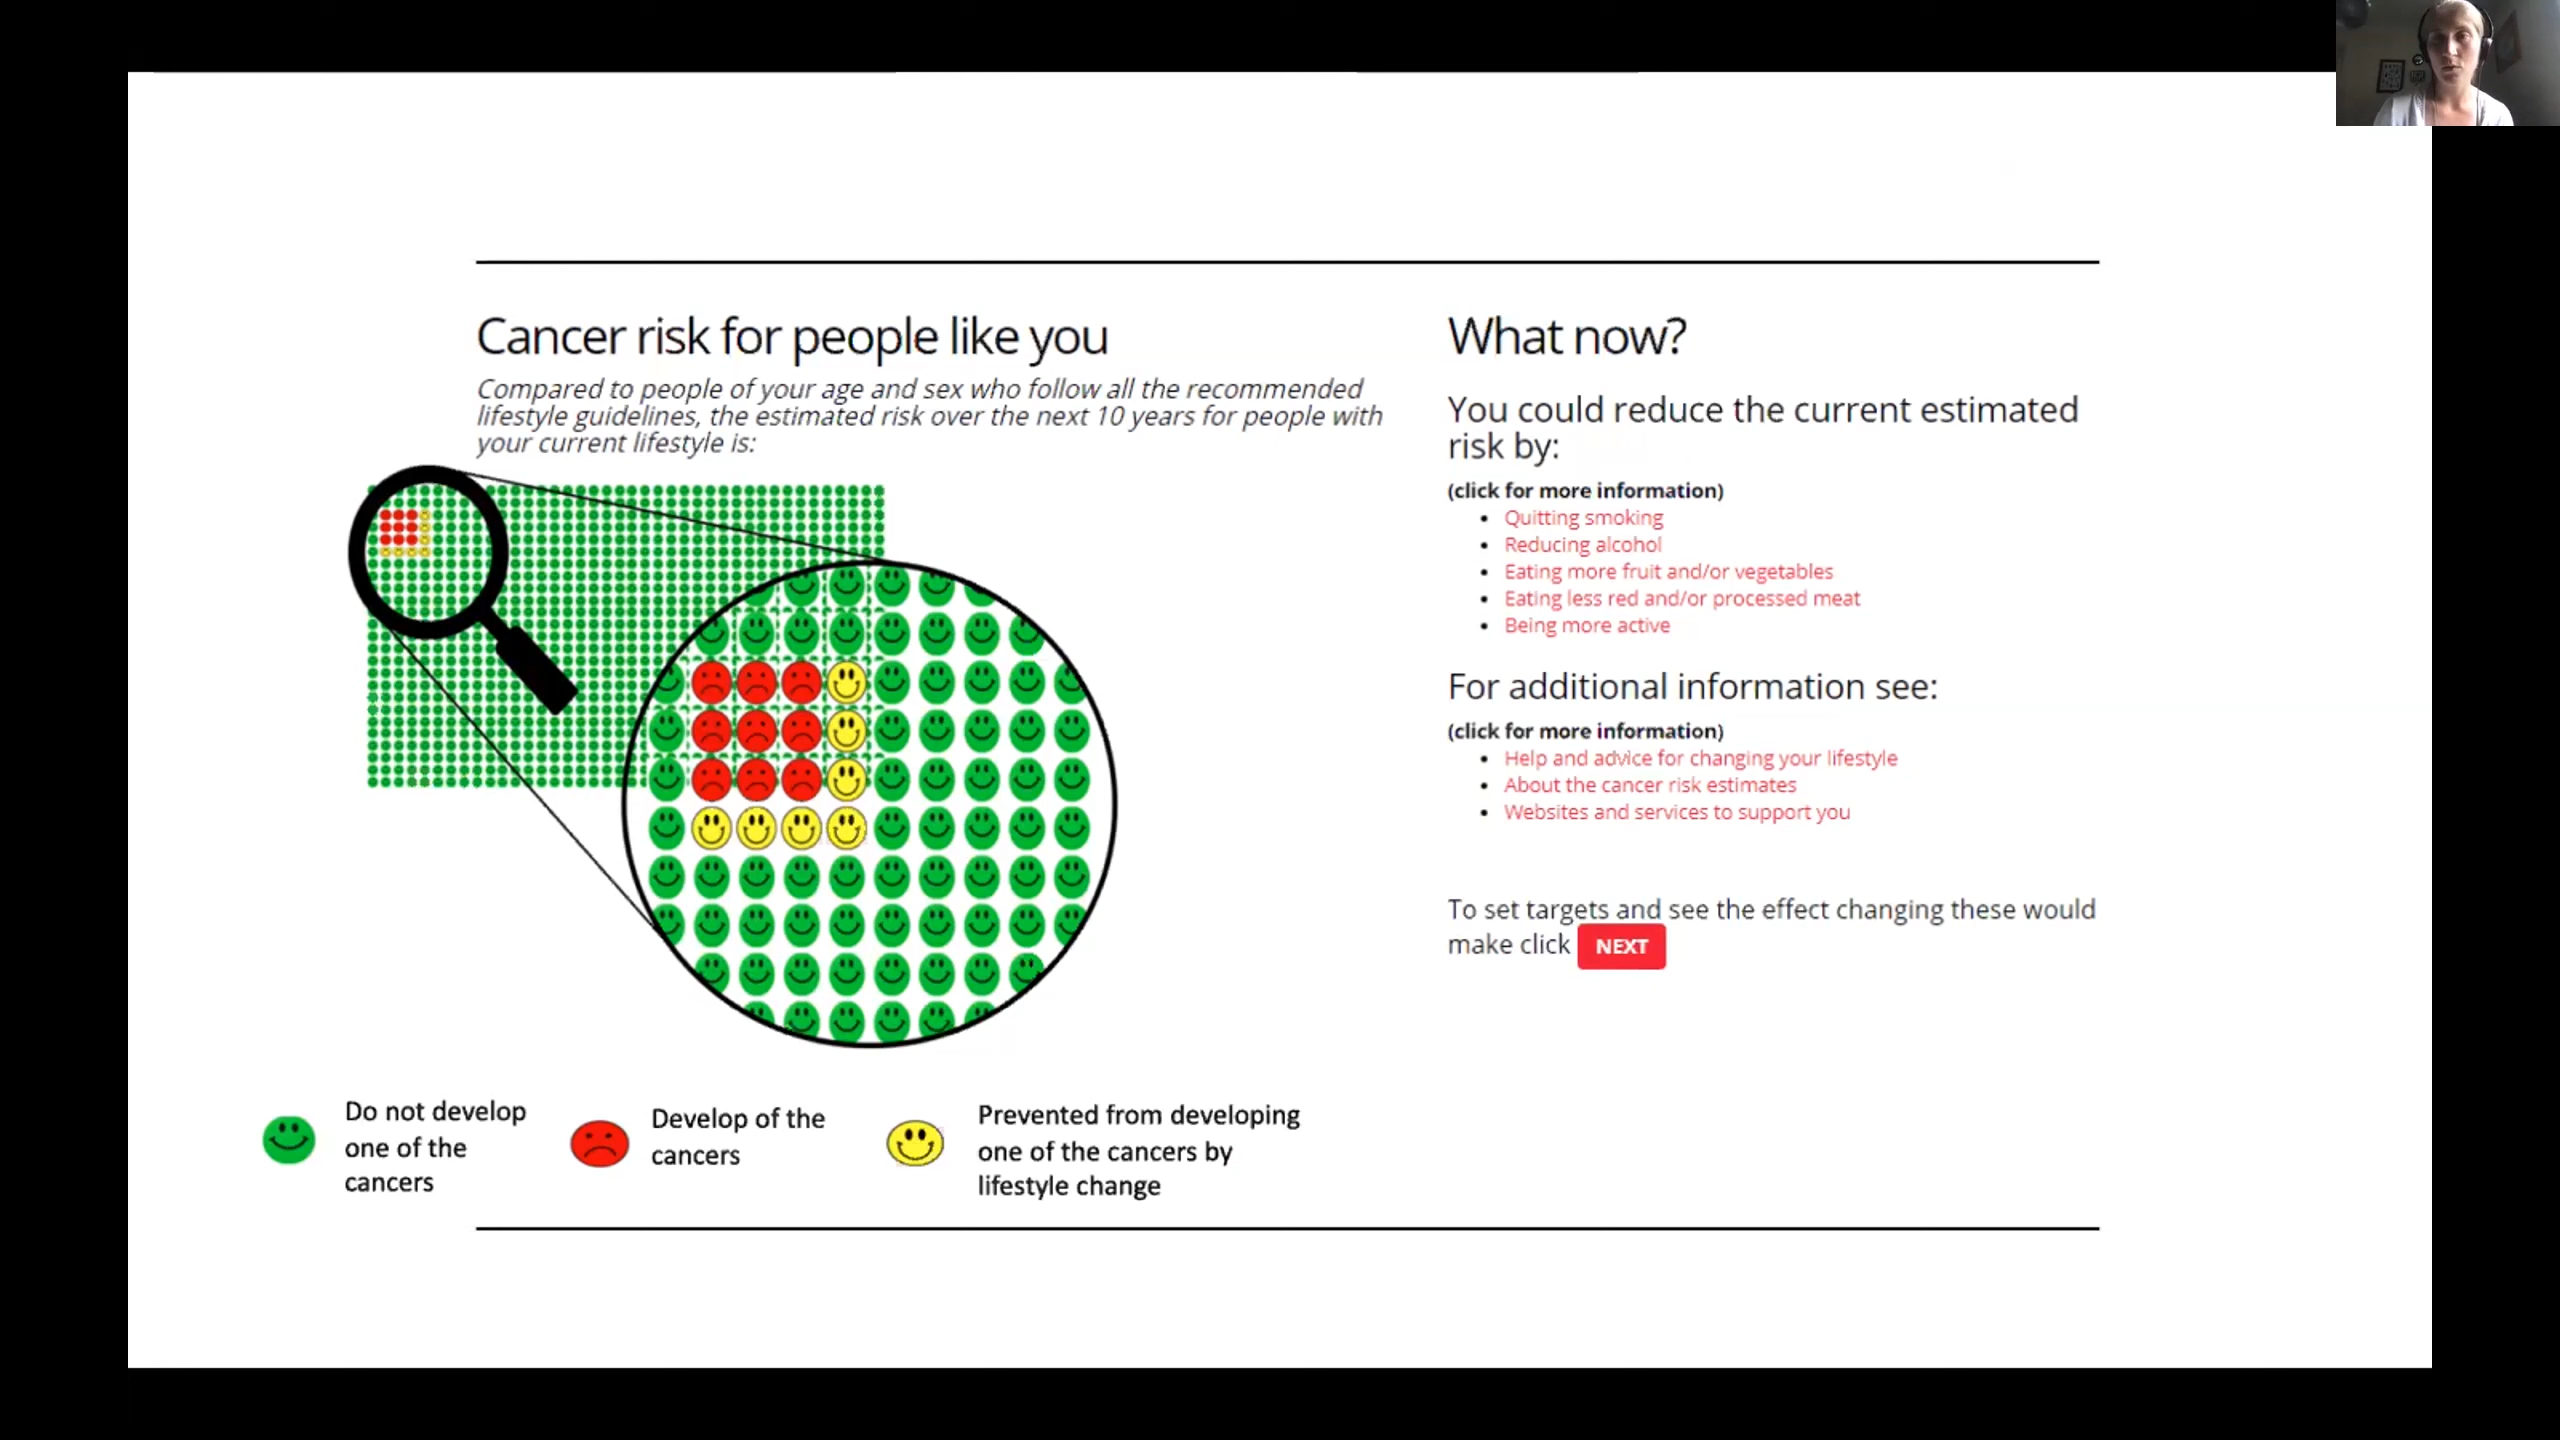 Cancer risk for people like you
Compared to people of your age and sex who follow all the recommended
lifestyle guidelines, the estimated risk over the next 10 years for people with
your current lifestyle is:
Do not develop
one of the
cancers
Develop of the
cancers
Prevented from developing
one of the cancers by
lifestyle change
What now?
You could reduce the current estimated
risk by:
(click for more information)
• Quitting smoking
• Reducing alcohol
• Eating more fruit and/or vegetables
• Eating less red and/or processed meat
• Being more active
For additional information see:
(click for more information)
• Help and advice for changing your lifestyle
• About the cancer risk estimates
• Websites and services to support you
To set targets and see the effect changing these would
make click NEXT